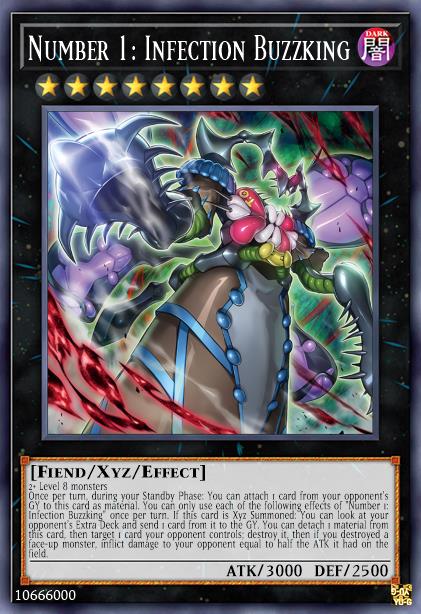 Number 1: Infection Buzzking
DARK
闇
[Fiend/Xyz/Effect]
2+ Level 8 monsters
Once per turn, during your Standby Phase: You can attach 1 card from your opponent's
GY to this card as material. You can only use each of the following effects of "Number 1:
Infection Buzzking" once per turn. If this card is Xyz Summoned: You can look at your
opponent's Extra Deck and send 1 card from it to the GY. You can detach 1 material from
this card, then target 1 card your opponent controls; destroy it, then if you destroyed a
face-up monster, inflict damage to your opponent equal to half the ATK it had on the
field.
ATK/3000 DEF/2500
10666000